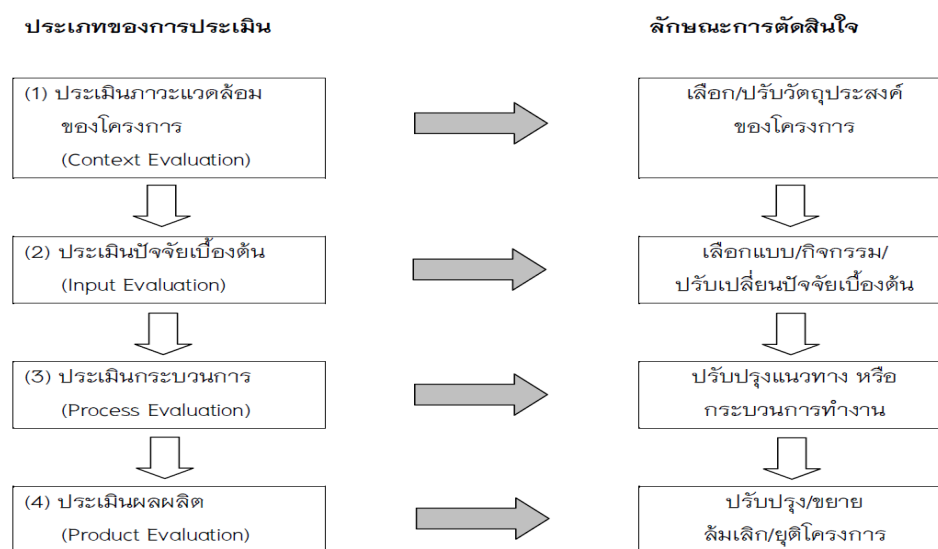 ประเภทของการประเมิน
ลักษณะการตัดสินใจ
(1) ประเมินภาวะแวดล้อม
ของโครงการ
(Context Evaluation)
เลือก/ปรับวัตถุประสงค์
ของโครงการ
(2) ประเมินปัจจัยเบื้องต้น
(Input Evaluation)
เลือกแบบ/กิจกรรม/
ปรับเปลี่ยนปัจจัยเบื้องต้น
(3) ประเมินกระบวนการ
(Process Evaluation)
ปรับปรุงแนวทาง หรือ
กระบวนการทำงาน
(4) ประเมินผลผลิต
(Product Evaluation)
ปรับปรุง/ขยาย
ล้มเลิก/ยุติโครงการ